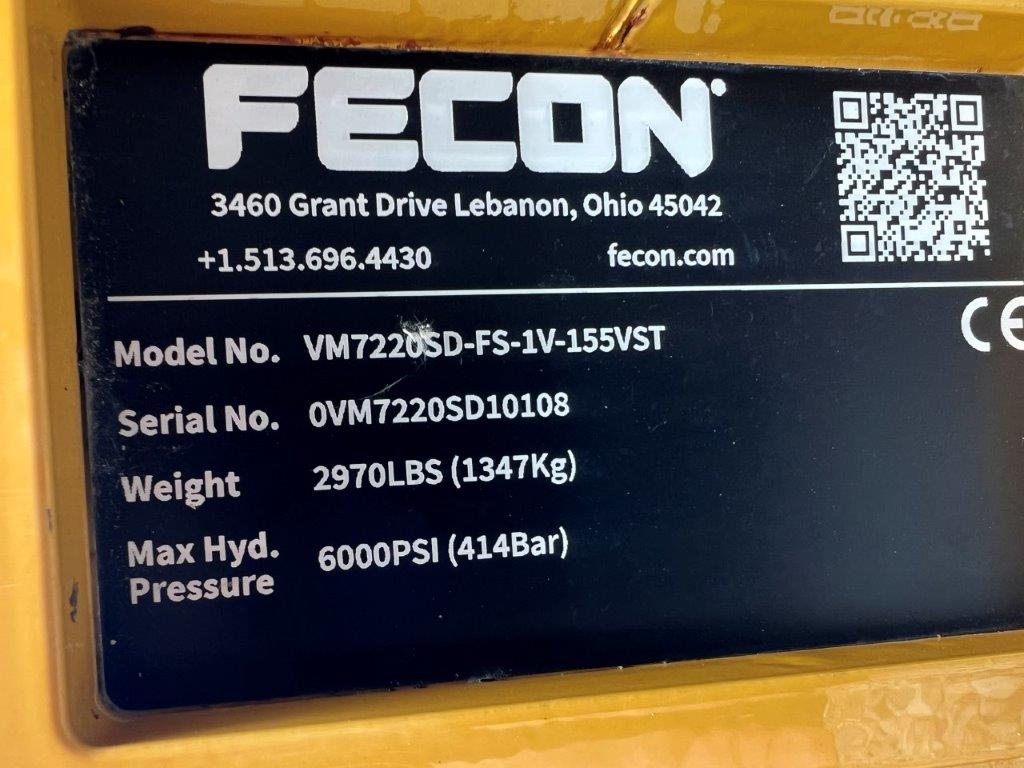 FECON
3460 Grant Drive Lebanon, Ohio 45042
+1.513.696.4430 fecon.com
CE
Model No. VM7220SD-FS-1V-155VST
Serial No. 0VM7220SD10108
Weight 2970LBS (1347Kg)
Max Hyd. Pressure 6000PSI (414Bar)